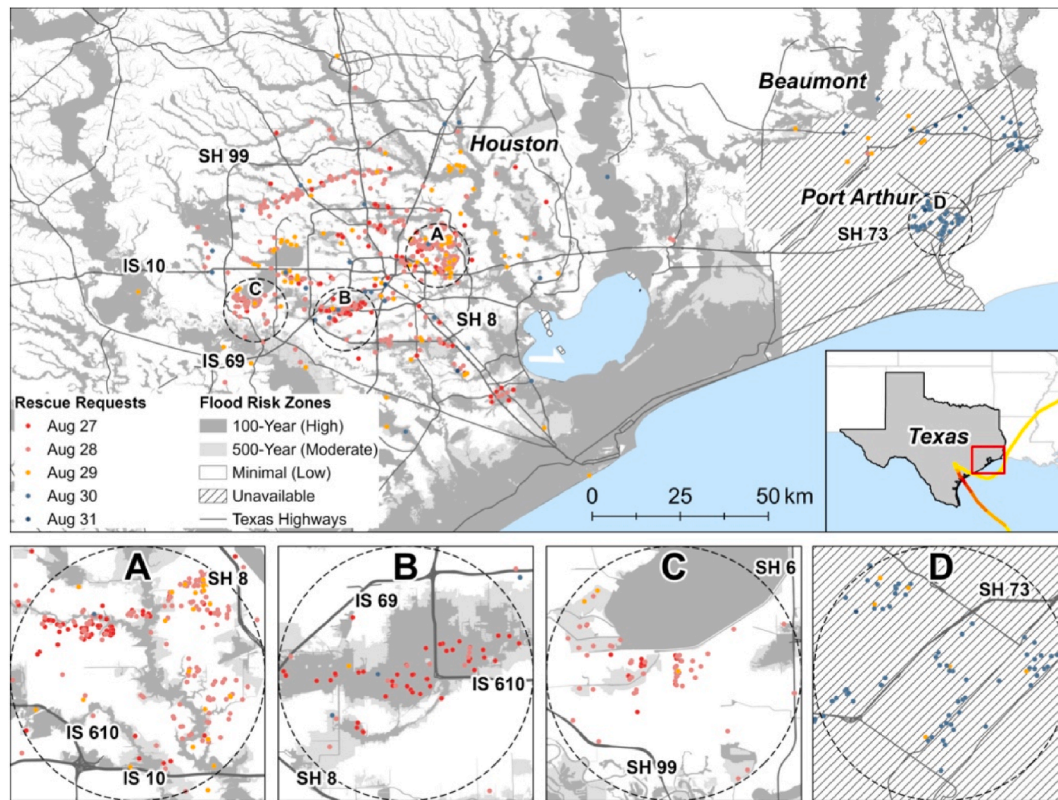 Beaumont
Houston
SH 99
Port Arthur
D
SH 73
A
IS 10
C
B
SH 8
IS 69
Rescue Requests
Aug 27
Aug 28
Aug 29
Aug 30
Aug 31
Flood Risk Zones
100-Year (High)
500-Year (Moderate)
Minimal (Low)
Unavailable
Texas Highways
0 25 50 km
Texas
A
SH 8
IS 610
IS 10
B
IS 69
IS 610
SH 8
C
SH 6
SH 99
D
SH 73